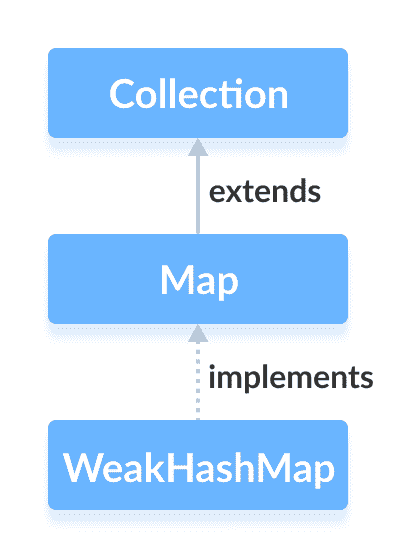 Collection
extends
Map
implements
WeakHashMap